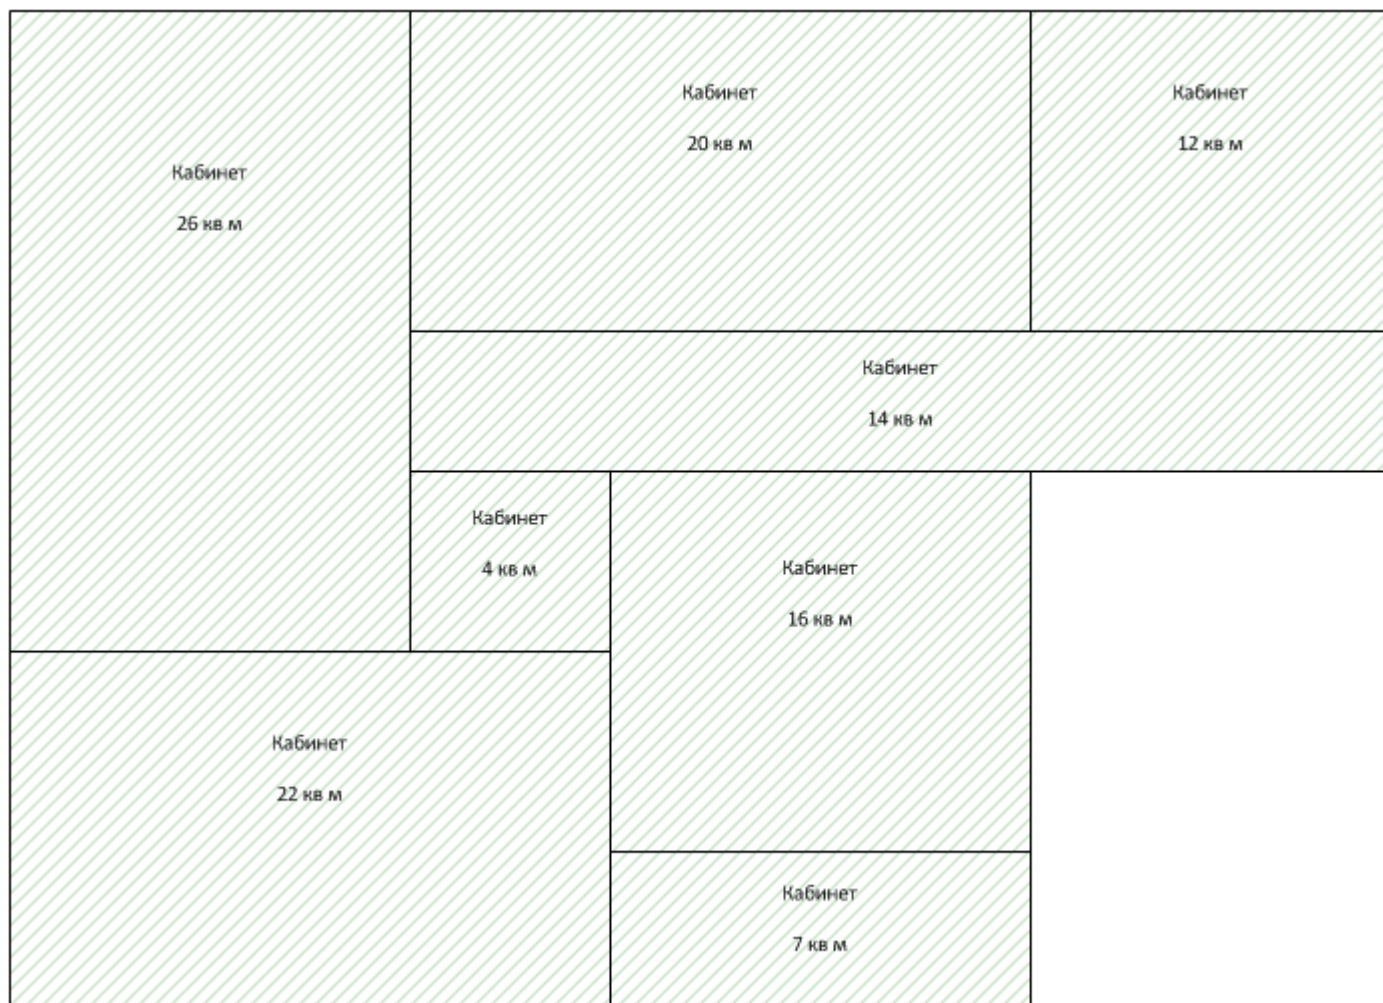 Кабинет
20 кв м
Кабинет
12 кв м
Кабинет
26 кв м
Кабинет
14 кв м
Кабинет
4 кв м
Кабинет
16 кв м
Кабинет
22 кв м
Кабинет
7 кв м